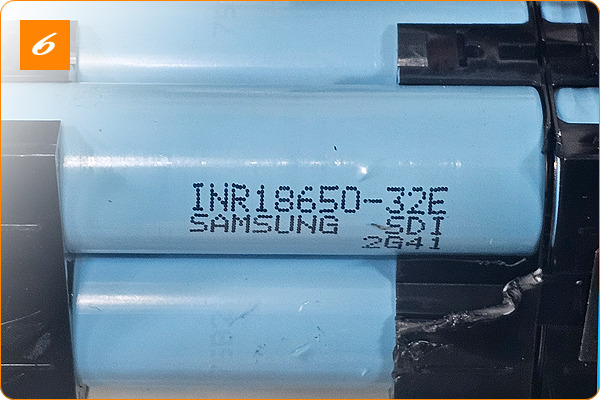 6
INR18650-32E
SAMSUNG SDI
2G41